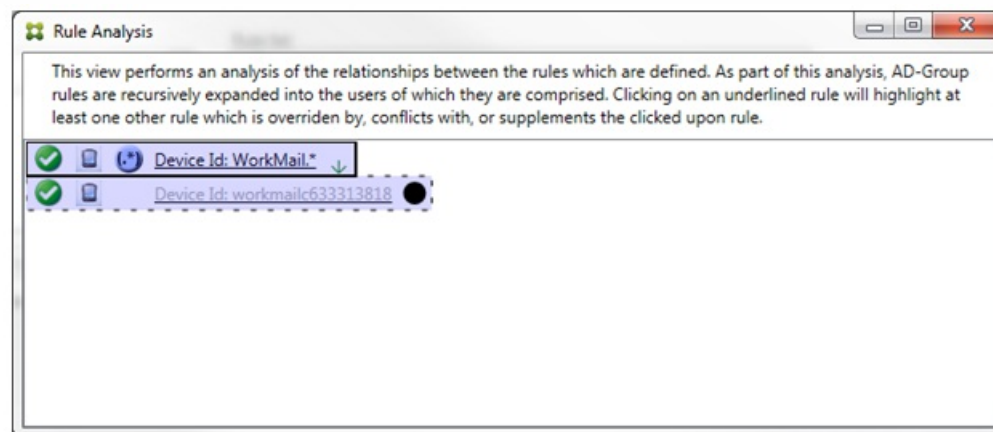 Rule Analysis
This view performs an analysis of the relationships between the rules which are defined. As part of this analysis, AD-Group
rules are recursively expanded into the users of which they are comprised. Clicking on an underlined rule will highlight at
least one other rule which is overriden by, conflicts with, or supplements the clicked upon rule.
(.*) Device Id: WorkMail.*
Device Id: workmailc633313818